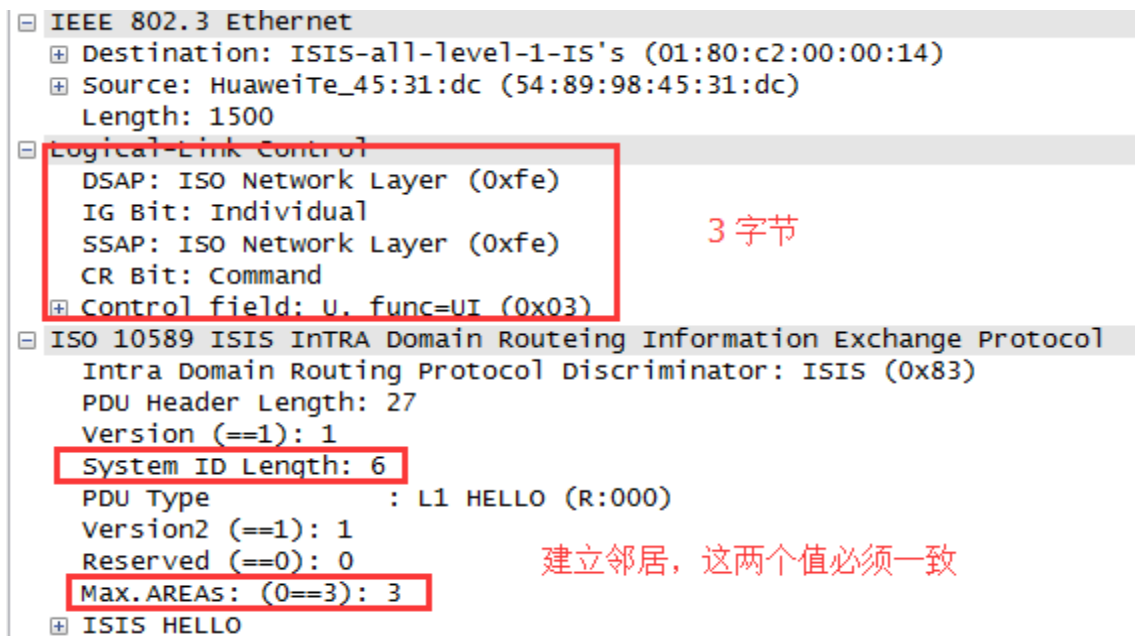 IEEE 802.3 Ethernet
Destination: ISIS-all-level-1-IS's (01:80:c2:00:00:14)
Source: HuaweiTe_45:31:dc (54:89:98:45:31:dc)
Length: 1500
Logical-Link Control
DSAP: ISO Network Layer (0xfe)
IG Bit: Individual
SSAP: ISO Network Layer (0xfe)
3 字节
CR Bit: Command
Control field: U, func=UI (0x03)
ISO 10589 ISIS InTRA Domain Routeing Information Exchange Protocol
Intra Domain Routing Protocol Discriminator: ISIS (0x83)
PDU Header Length: 27
Version (==1): 1
System ID Length: 6
PDU Type : L1 HELLO (R:000)
Version2 (==1): 1
Reserved (==0): 0
建立邻居，这两个值必须一致
Max.AREAs: (0==3): 3
ISIS HELLO